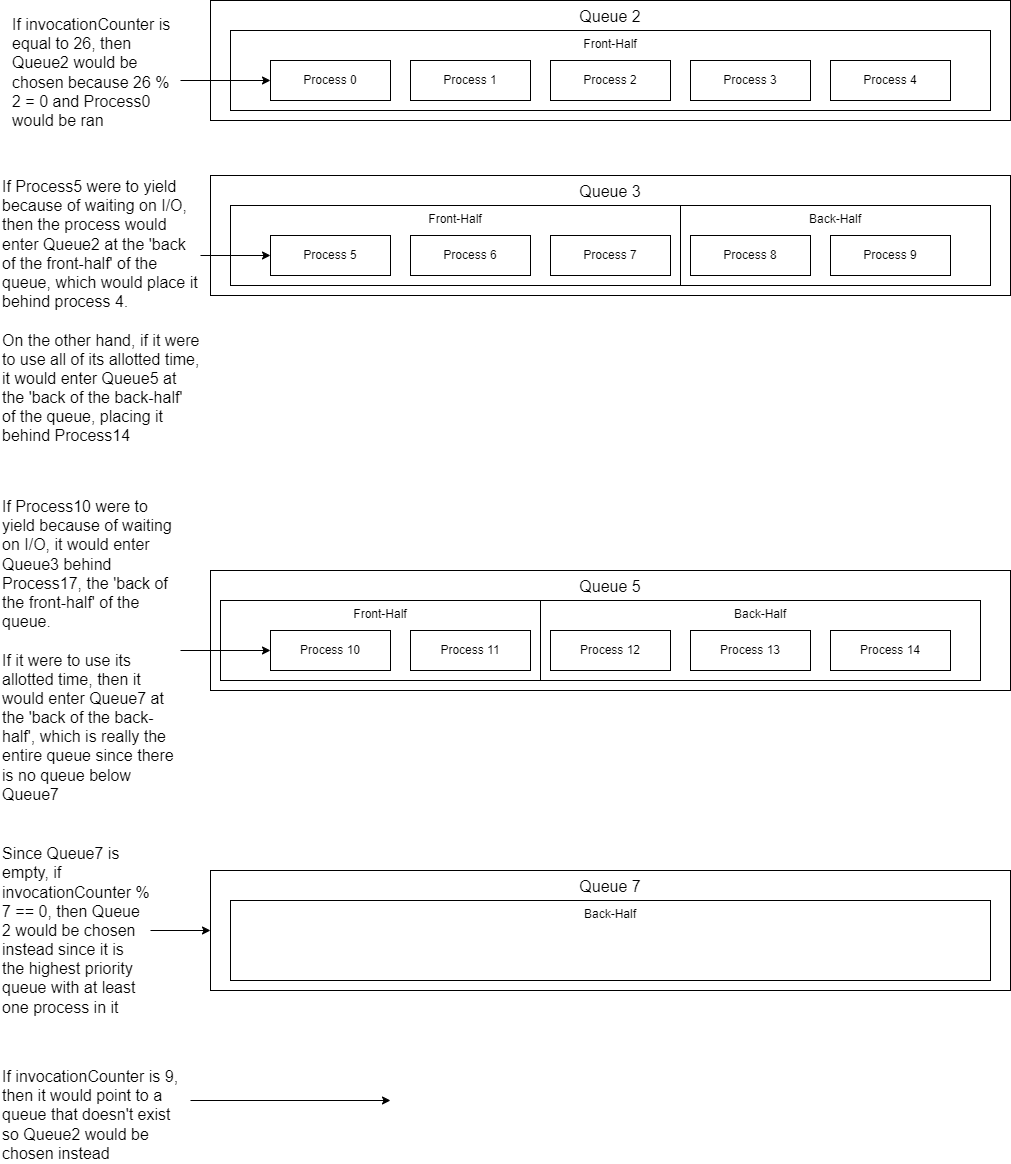 If invocationCounter is
equal to 26, then
Queue2 would be
chosen because 26 %
2 = 0 and Process0
would be ran
Queue 2
Front-Half
Process 0
Process 1
Process 2
Process 3
Process 4
If Process5 were to yield
because of waiting on I/O,
then the process would
enter Queue2 at the 'back
of the front-half' of the
queue, which would place it
behind process 4.
On the other hand, if it were
to use all of its allotted time,
it would enter Queue5 at
the 'back of the back-half'
of the queue, placing it
behind Process14
Queue 3
Front-Half
Back-Half
Process 5
Process 6
Process 7
Process 8
Process 9
If Process10 were to
yield because of waiting
on I/O, it would enter
Queue3 behind
Process17, the 'back of
the front-half' of the
queue.
If it were to use its
allotted time, then it
would enter Queue7 at
the 'back of the back-
half', which is really the
entire queue since there
is no queue below
Queue7
Queue 5
Front-Half
Back-Half
Process 10
Process 11
Process 12
Process 13
Process 14
Since Queue7 is
empty, if
invocationCounter %
7 == 0, then Queue
2 would be chosen
instead since it is
the highest priority
queue with at least
one process in it
Queue 7
Back-Half
If invocationCounter is 9,
then it would point to a
queue that doesn't exist
so Queue2 would be
chosen instead